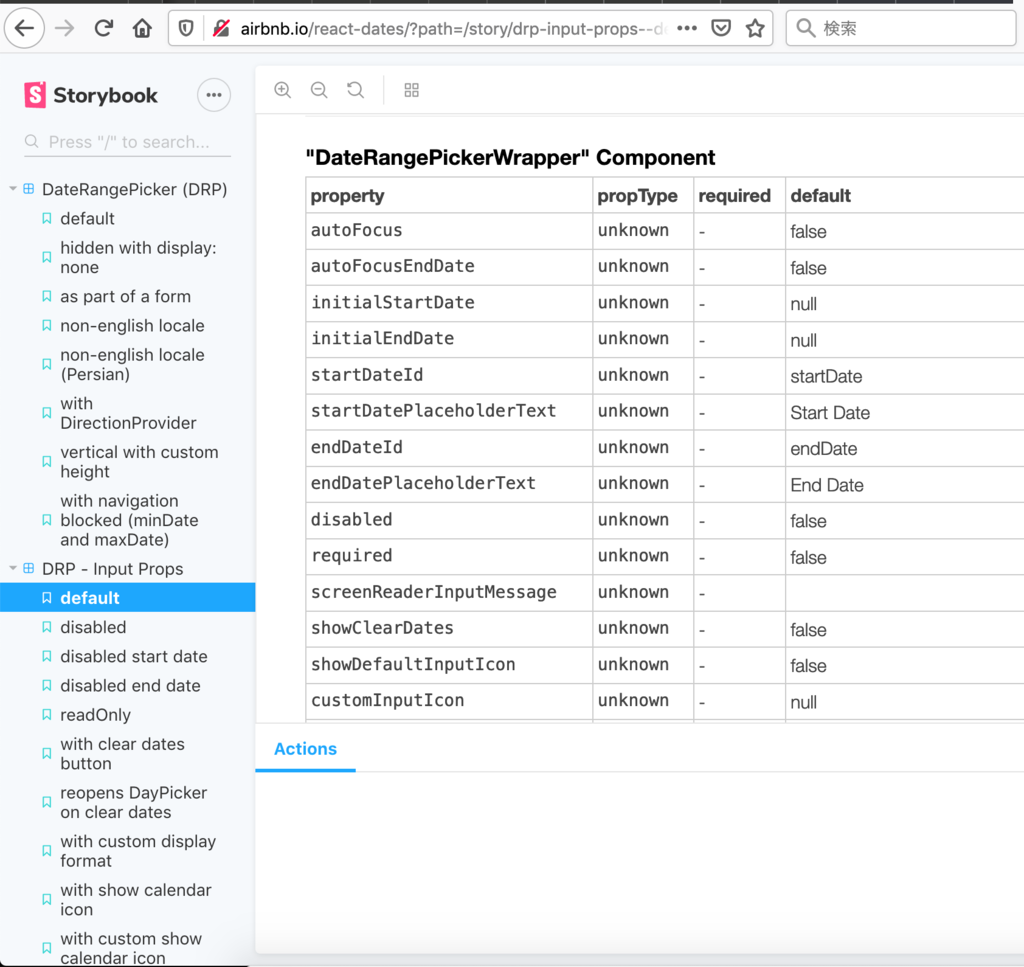 airbnb.io/react-dates/?path=/story/drp-input-props--d
検索
Storybook
Press "/" to search...
DateRangePicker (DRP)
default
hidden with display:
none
as part of a form
non-english locale
non-english locale
(Persian)
with
DirectionProvider
vertical with custom
height
with navigation
blocked (minDate
and maxDate)
DRP - Input Props
default
disabled
disabled start date
disabled end date
readOnly
with clear dates
button
reopens DayPicker
on clear dates
with custom display
format
with show calendar
icon
with custom show
calendar icon
"DateRangePickerWrapper" Component
property propType required default
autoFocus unknown - false
autoFocusEndDate unknown - false
initialStartDate unknown - null
initialEndDate unknown - null
startDateId unknown - startDate
startDatePlaceholderText unknown - Start Date
endDateId unknown - endDate
endDatePlaceholderText unknown - End Date
disabled unknown - false
required unknown - false
screenReaderInputMessage unknown -
showClearDates unknown - false
showDefaultInputIcon unknown - false
customInputIcon unknown - null
Actions